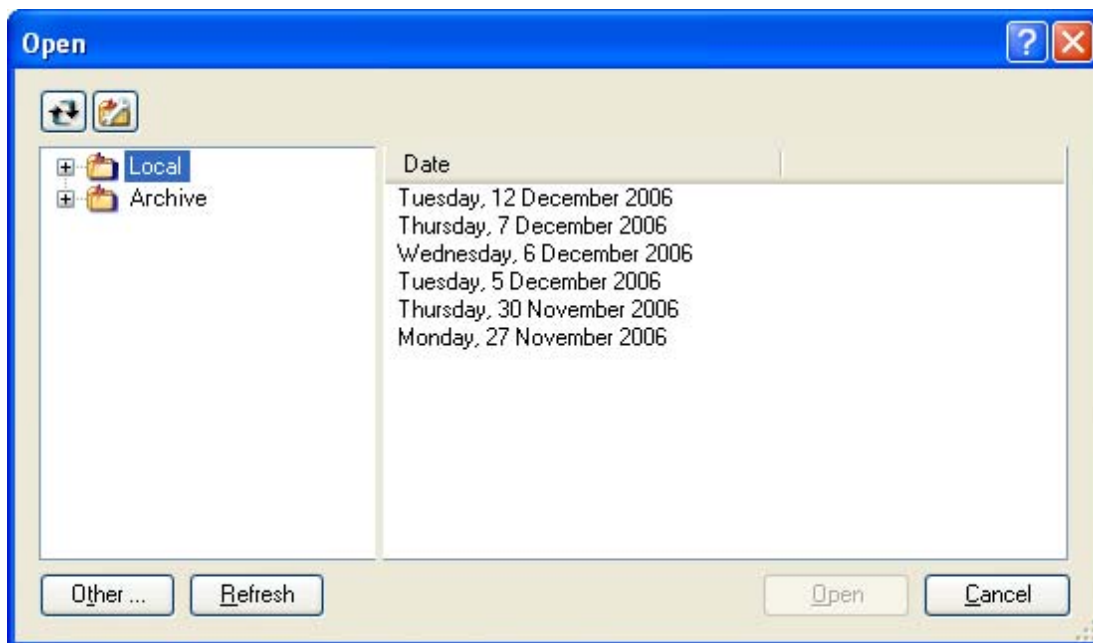 Open
Local
Archive
Date
Tuesday, 12 December 2006
Thursday, 7 December 2006
Wednesday, 6 December 2006
Tuesday, 5 December 2006
Thursday, 30 November 2006
Monday, 27 November 2006
Other ... Refresh Open Cancel